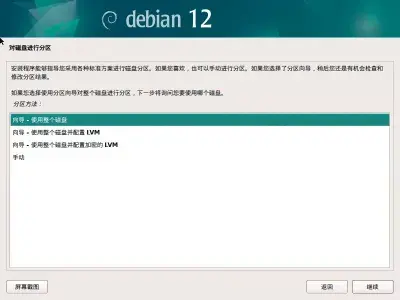 debian 12
对磁盘进行分区
安装程序能够指导您采用各种标准方案进行磁盘分区。如果您喜欢，也可以手动进行分区。如果您选择了分区向导，稍后您还是有机会检查和
修改分区结果。
如果您选择使用分区向导对整个磁盘进行分区，下一步将询问您要使用哪个磁盘。
分区方法：
向导 - 使用整个磁盘
向导 - 使用整个磁盘并配置 LVM
向导 - 使用整个磁盘并配置加密的 LVM
手动
屏幕截图
返回
继续